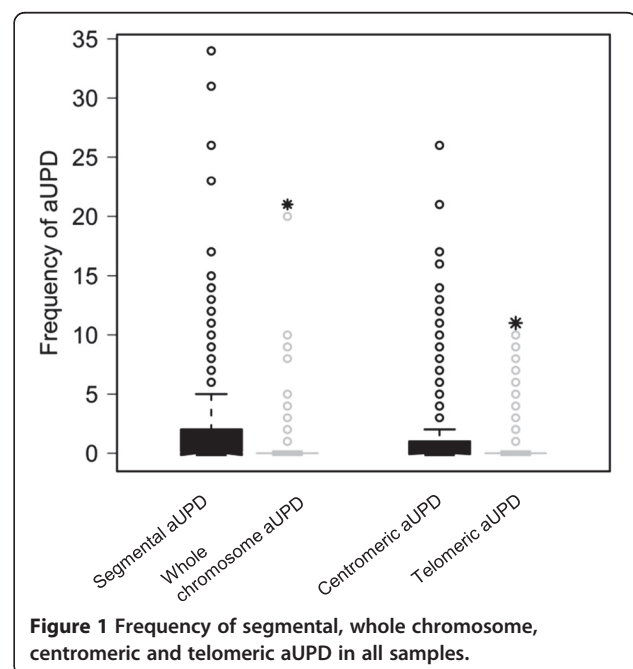 35
30
25
20
15
10
5
0
Frequency of aUPD
*
*
Segmental aUPD
Whole
chromosome aUPD
Centromeric aUPD
Telomeric aUPD
Figure 1 Frequency of segmental, whole chromosome,
centromeric and telomeric aUPD in all samples.